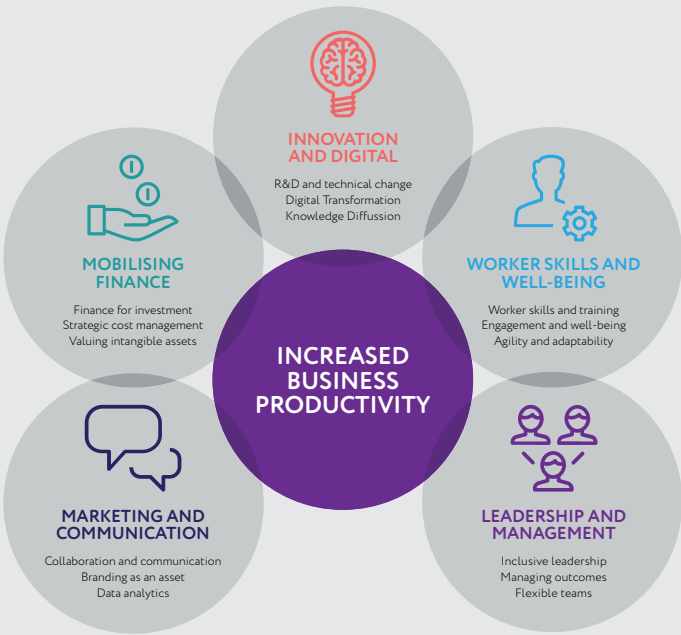 INNOVATION
AND DIGITAL
R&D and technical change
Digital Transformation
Knowledge Diffussion
MOBILISING
FINANCE
Finance for investment
Strategic cost management
Valuing intangible assets
WORKER SKILLS AND
WELL-BEING
Worker skills and training
Engagement and well-being
Agility and adaptability
INCREASED
BUSINESS
PRODUCTIVITY
MARKETING AND
COMMUNICATION
Collaboration and communication
Branding as an asset
Data analytics
LEADERSHIP AND
MANAGEMENT
Inclusive leadership
Managing outcomes
Flexible teams